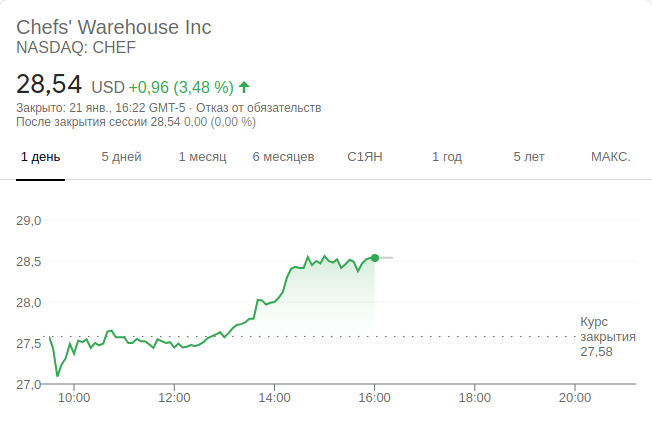 Chefs' Warehouse Inc
NASDAQ: CHEF
28,54 USD +0,96 (3,48 %)
Закрыто: 21 янв., 16:22 GMT-5 · Отказ от обязательств
После закрытия сессии 28,54 0,00 (0,00 %)
1 день 5 дней 1 месяц 6 месяцев С1ЯН 1 год 5 лет МАКС.
29,0
28,5
28,0
Курс
27,5 закрытия
27,58
27,0
10:00 12:00 14:00 16:00 18:00 20:00